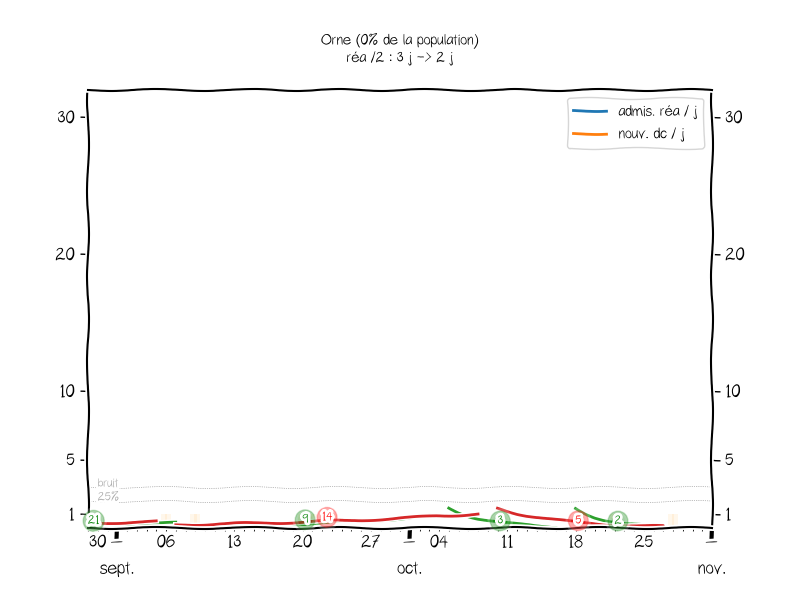 Orne (0% de la population)
réa /2 : 3 j -> 2 j
admis. réa / j
nouv. dc / j
30 30
20 20
10 10
5 5
bruit
25%
1 1
21 9 14 3 5 2
30 06 13 20 27 04 11 18 25
sept. oct. nov.